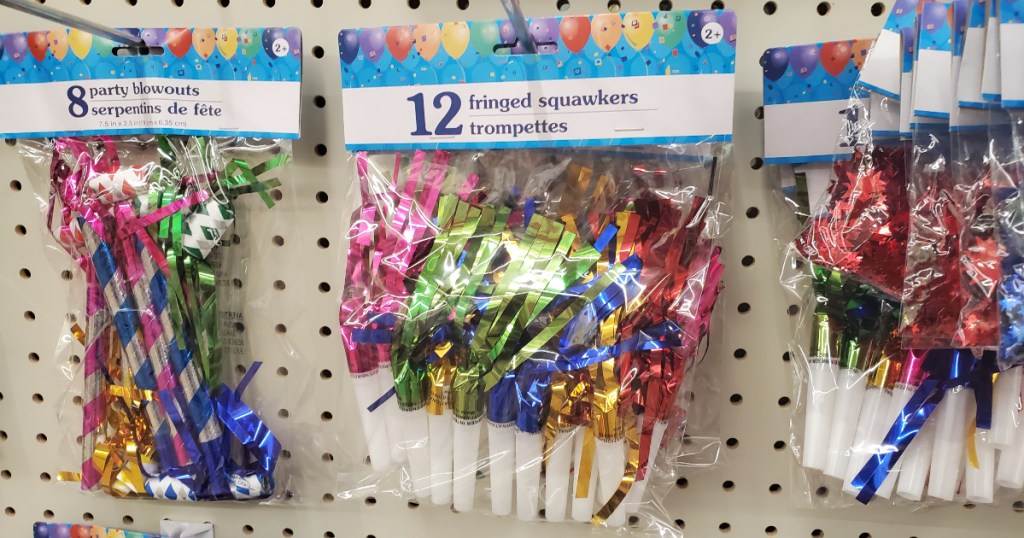 8 party blowouts
serpentins de fête
2+
12 fringed squawkers
trompettes
2+